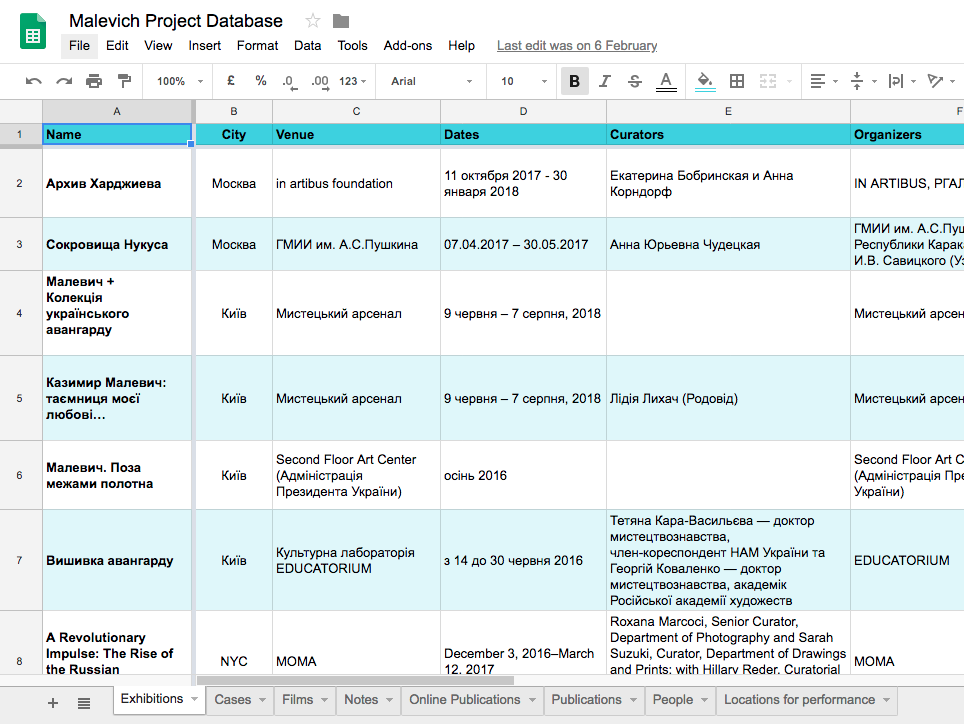 Malevich Project Database
File Edit View Insert Format Data Tools Add-ons Help Last edit was on 6 February
100% £ % .0 .00 123 Arial 10 B I S A
A B C D E F
1 Name City Venue Dates Curators Organizers
2 Архив Харджиева Москва in artibus foundation 11 октября 2017 - 30
января 2018 Екатерина Бобринская и Анна
Корндорф IN ARTIBUS, РГАЛ
3 Сокровища Нукуса Москва ГМИИ им. А.С.Пушкина 07.04.2017 – 30.05.2017 Анна Юрьевна Чудецкая ГМИИ им. А.С.Пуш
Республики Карака
И.В. Савицкого (Уз
4 Малевич +
Колекція
українського
авангарду Київ Мистецький арсенал 9 червня – 7 серпня, 2018 Мистецький арсен
5 Казимир Малевич:
таємниця моєї
любові… Київ Мистецький арсенал 9 червня – 7 серпня, 2018 Лідія Лихач (Родовід) Мистецький арсен
6 Малевич. Поза
межами полотна Київ Second Floor Art Center
(Адміністрація
Президента України) осінь 2016 Second Floor Art C
(Адміністрація Пре
України)
7 Вишивка авангарду Київ Культурна лабораторія
EDUCATORIUM з 14 до 30 червня 2016 Тетяна Кара-Васильєва — доктор
мистецтвознавства,
член-кореспондент НАМ України та
Георгій Коваленко — доктор
мистецтвознавства, академік
Російської академії художеств EDUCATORIUM
8 A Revolutionary
Impulse: The Rise of
the Russian NYC MOMA December 3, 2016–March
12, 2017 Roxana Marcoci, Senior Curator,
Department of Photography and Sarah
Suzuki, Curator, Department of Drawings
and Prints; with Hillary Reder, Curatorial MOMA
Exhibitions Cases Films Notes Online Publications Publications People Locations for performance